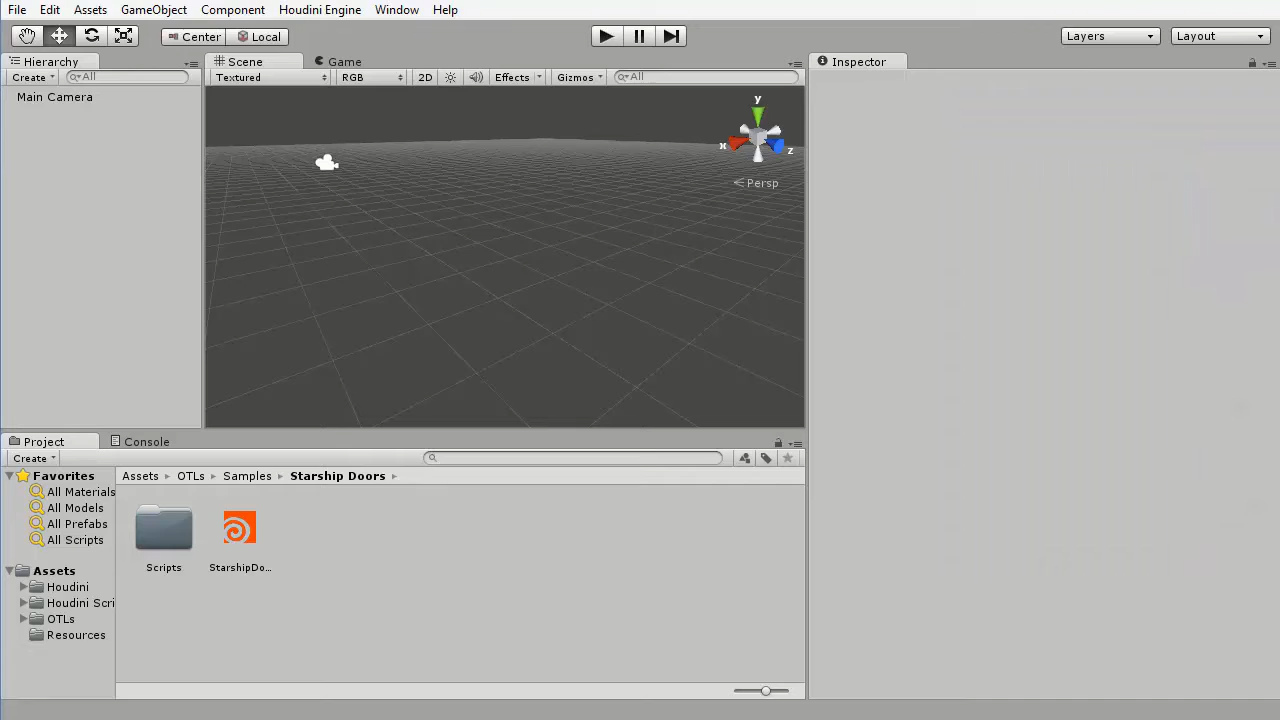 File Edit Assets GameObject Component Houdini Engine Window Help
Center Local Layers Layout
Hierarchy Scene Game Inspector
Create All Textured RGB 2D Effects Gizmos All
Main Camera
y
x
z
Persp
Project Console
Create
Favorites Assets OTLs Samples Starship Doors
All Materials
All Models
All Prefabs
All Scripts
Scripts StarshipDo...
Assets
Houdini
Houdini Scri
OTLs
Resources